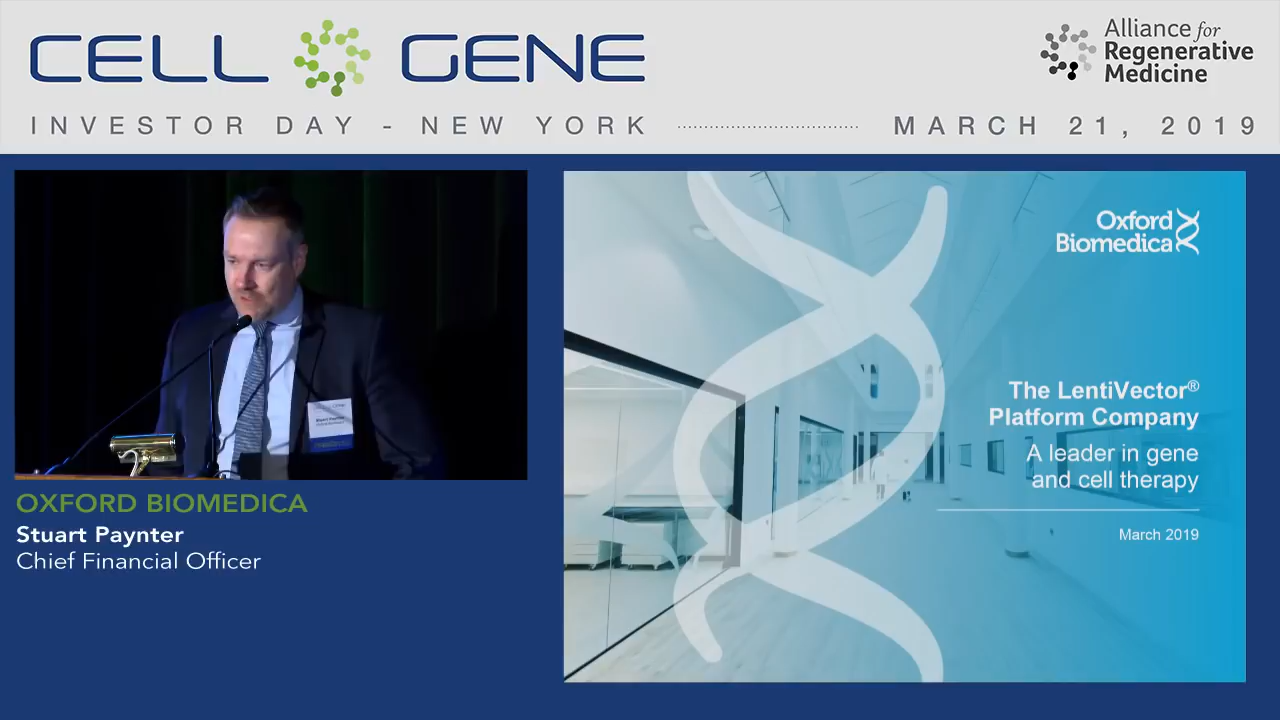 CELL GENE
INVESTOR DAY - NEW YORK
MARCH 21, 2019
Alliance for
Regenerative
Medicine
OXFORD BIOMEDICA
Stuart Paynter
Chief Financial Officer
Oxford
Biomedica
The LentiVector®
Platform Company
A leader in gene
and cell therapy
March 2019